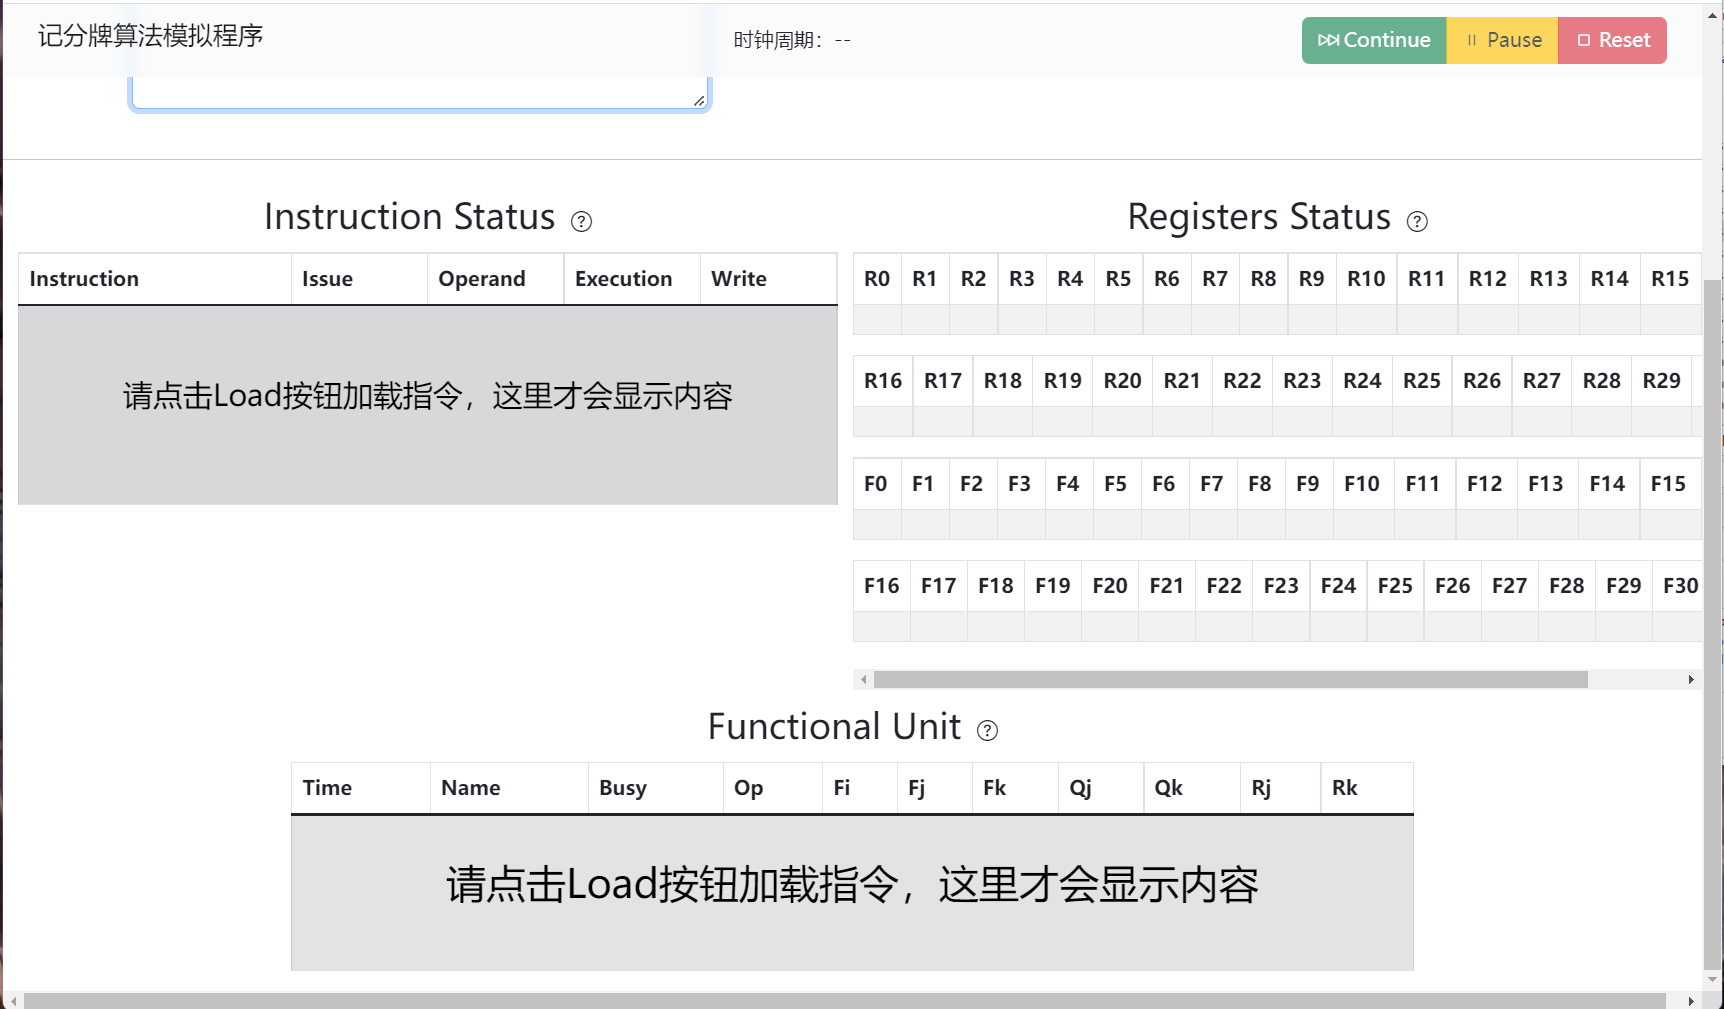 记分牌算法模拟程序
时钟周期：--
Continue
Pause
Reset
Instruction Status
Instruction Issue Operand Execution Write
请点击Load按钮加载指令，这里才会显示内容
Registers Status
R0 R1 R2 R3 R4 R5 R6 R7 R8 R9 R10 R11 R12 R13 R14 R15
R16 R17 R18 R19 R20 R21 R22 R23 R24 R25 R26 R27 R28 R29
F0 F1 F2 F3 F4 F5 F6 F7 F8 F9 F10 F11 F12 F13 F14 F15
F16 F17 F18 F19 F20 F21 F22 F23 F24 F25 F26 F27 F28 F29 F30
Functional Unit
Time Name Busy Op Fi Fj Fk Qj Qk Rj Rk
请点击Load按钮加载指令，这里才会显示内容